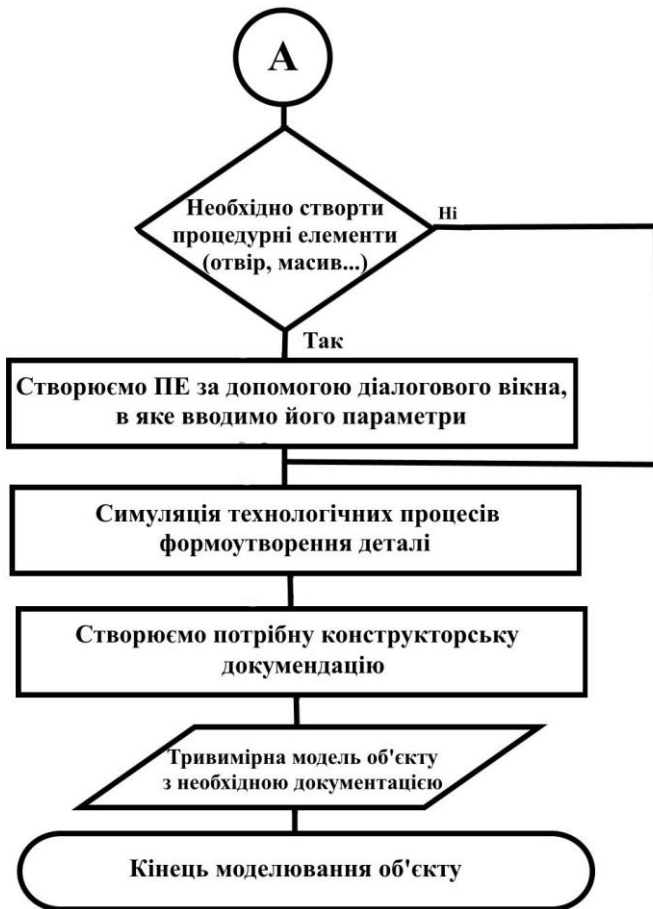 А
Необхідно створти
процедурні елементи
(отвір, масив...)
Ні
Так
Створюємо ПЕ за допомогою діалогового вікна,
в яке вводимо його параметри
Симуляція технологічних процесів
формоутворення деталі
Створюємо потрібну конструкторську
докумендацію
Тривимірна модель об'єкту
з необхідною документацією
Кінець моделювання об'єкту